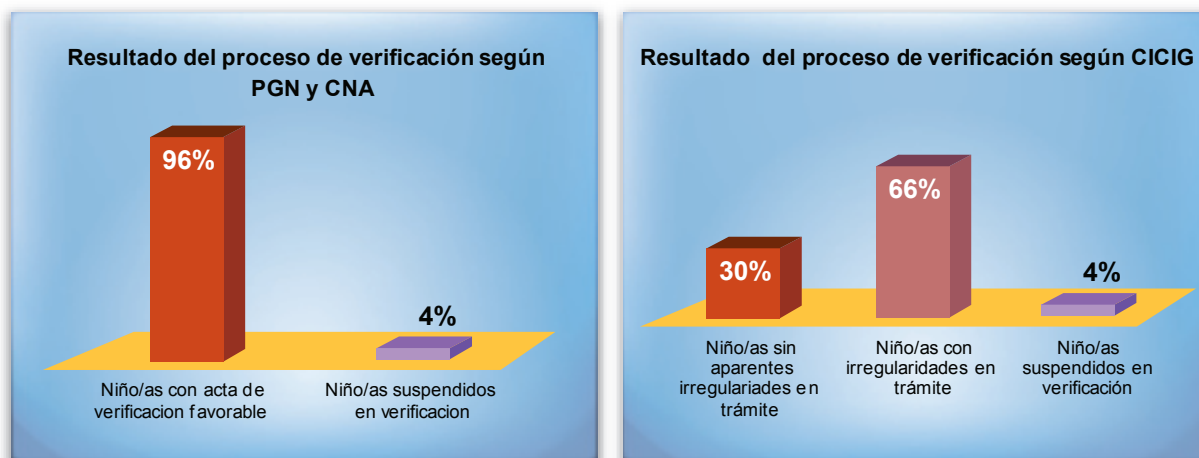 Resultado del proceso de verificación según
PGN y CNA
96%
4%
Niño/as con acta de
verificacion favorable
Niño/as suspendidos
en verificacion
Resultado del proceso de verificación según CICIG
30%
66%
4%
Niño/as sin
aparentes
irregulariades en
trámite
Niño/as con
irregularidades en
trámite
Niño/as
suspendidos en
verificación